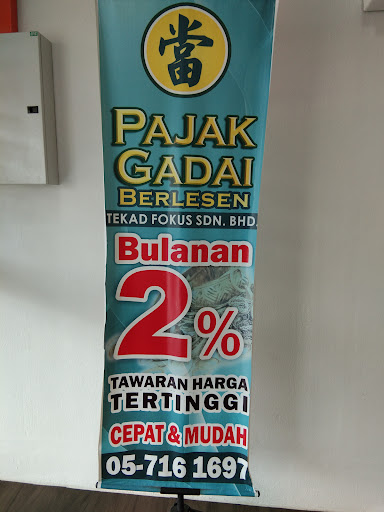 當
PAJAK
GADAI
BERLESEN
TEKAD FOKUS SDN. BHD.
Bulanan
2%
TAWARAN HARGA
TERTINGGI
CEPAT & MUDAH
05-716 1697